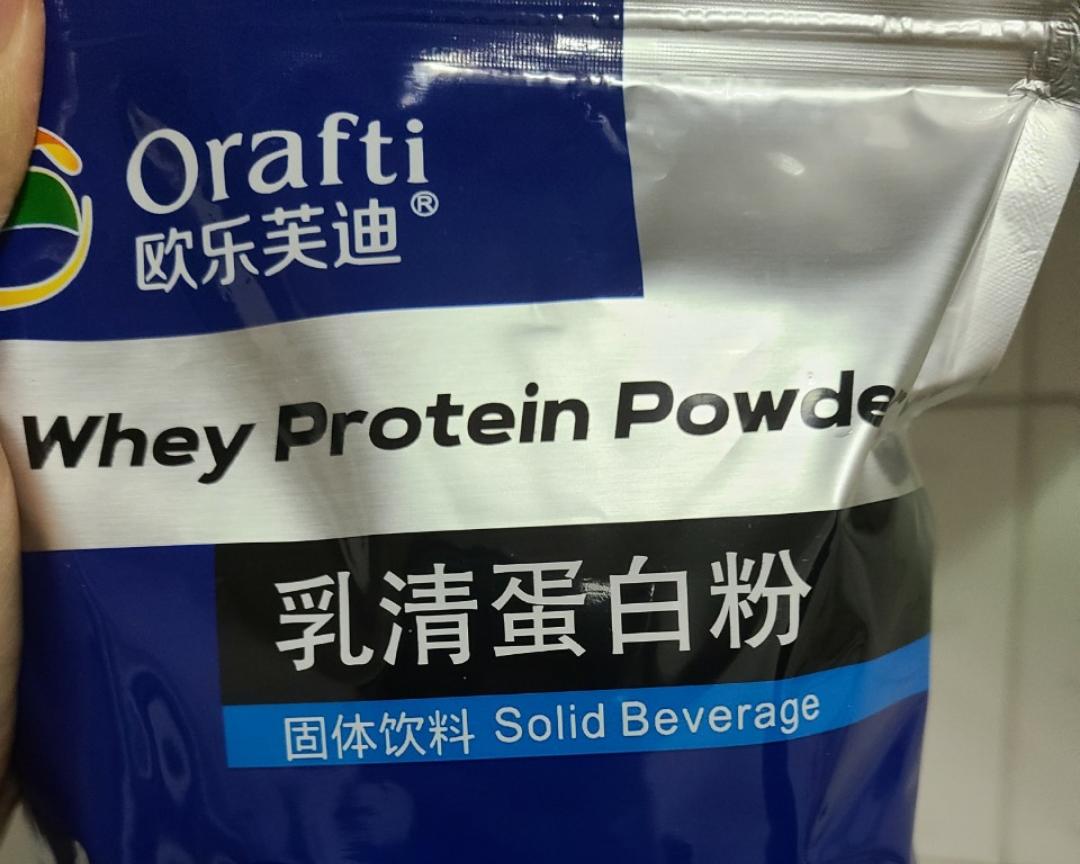 Orafti
欧乐芙迪®
Whey Protein Powder
乳清蛋白粉
固体饮料 Solid Beverage